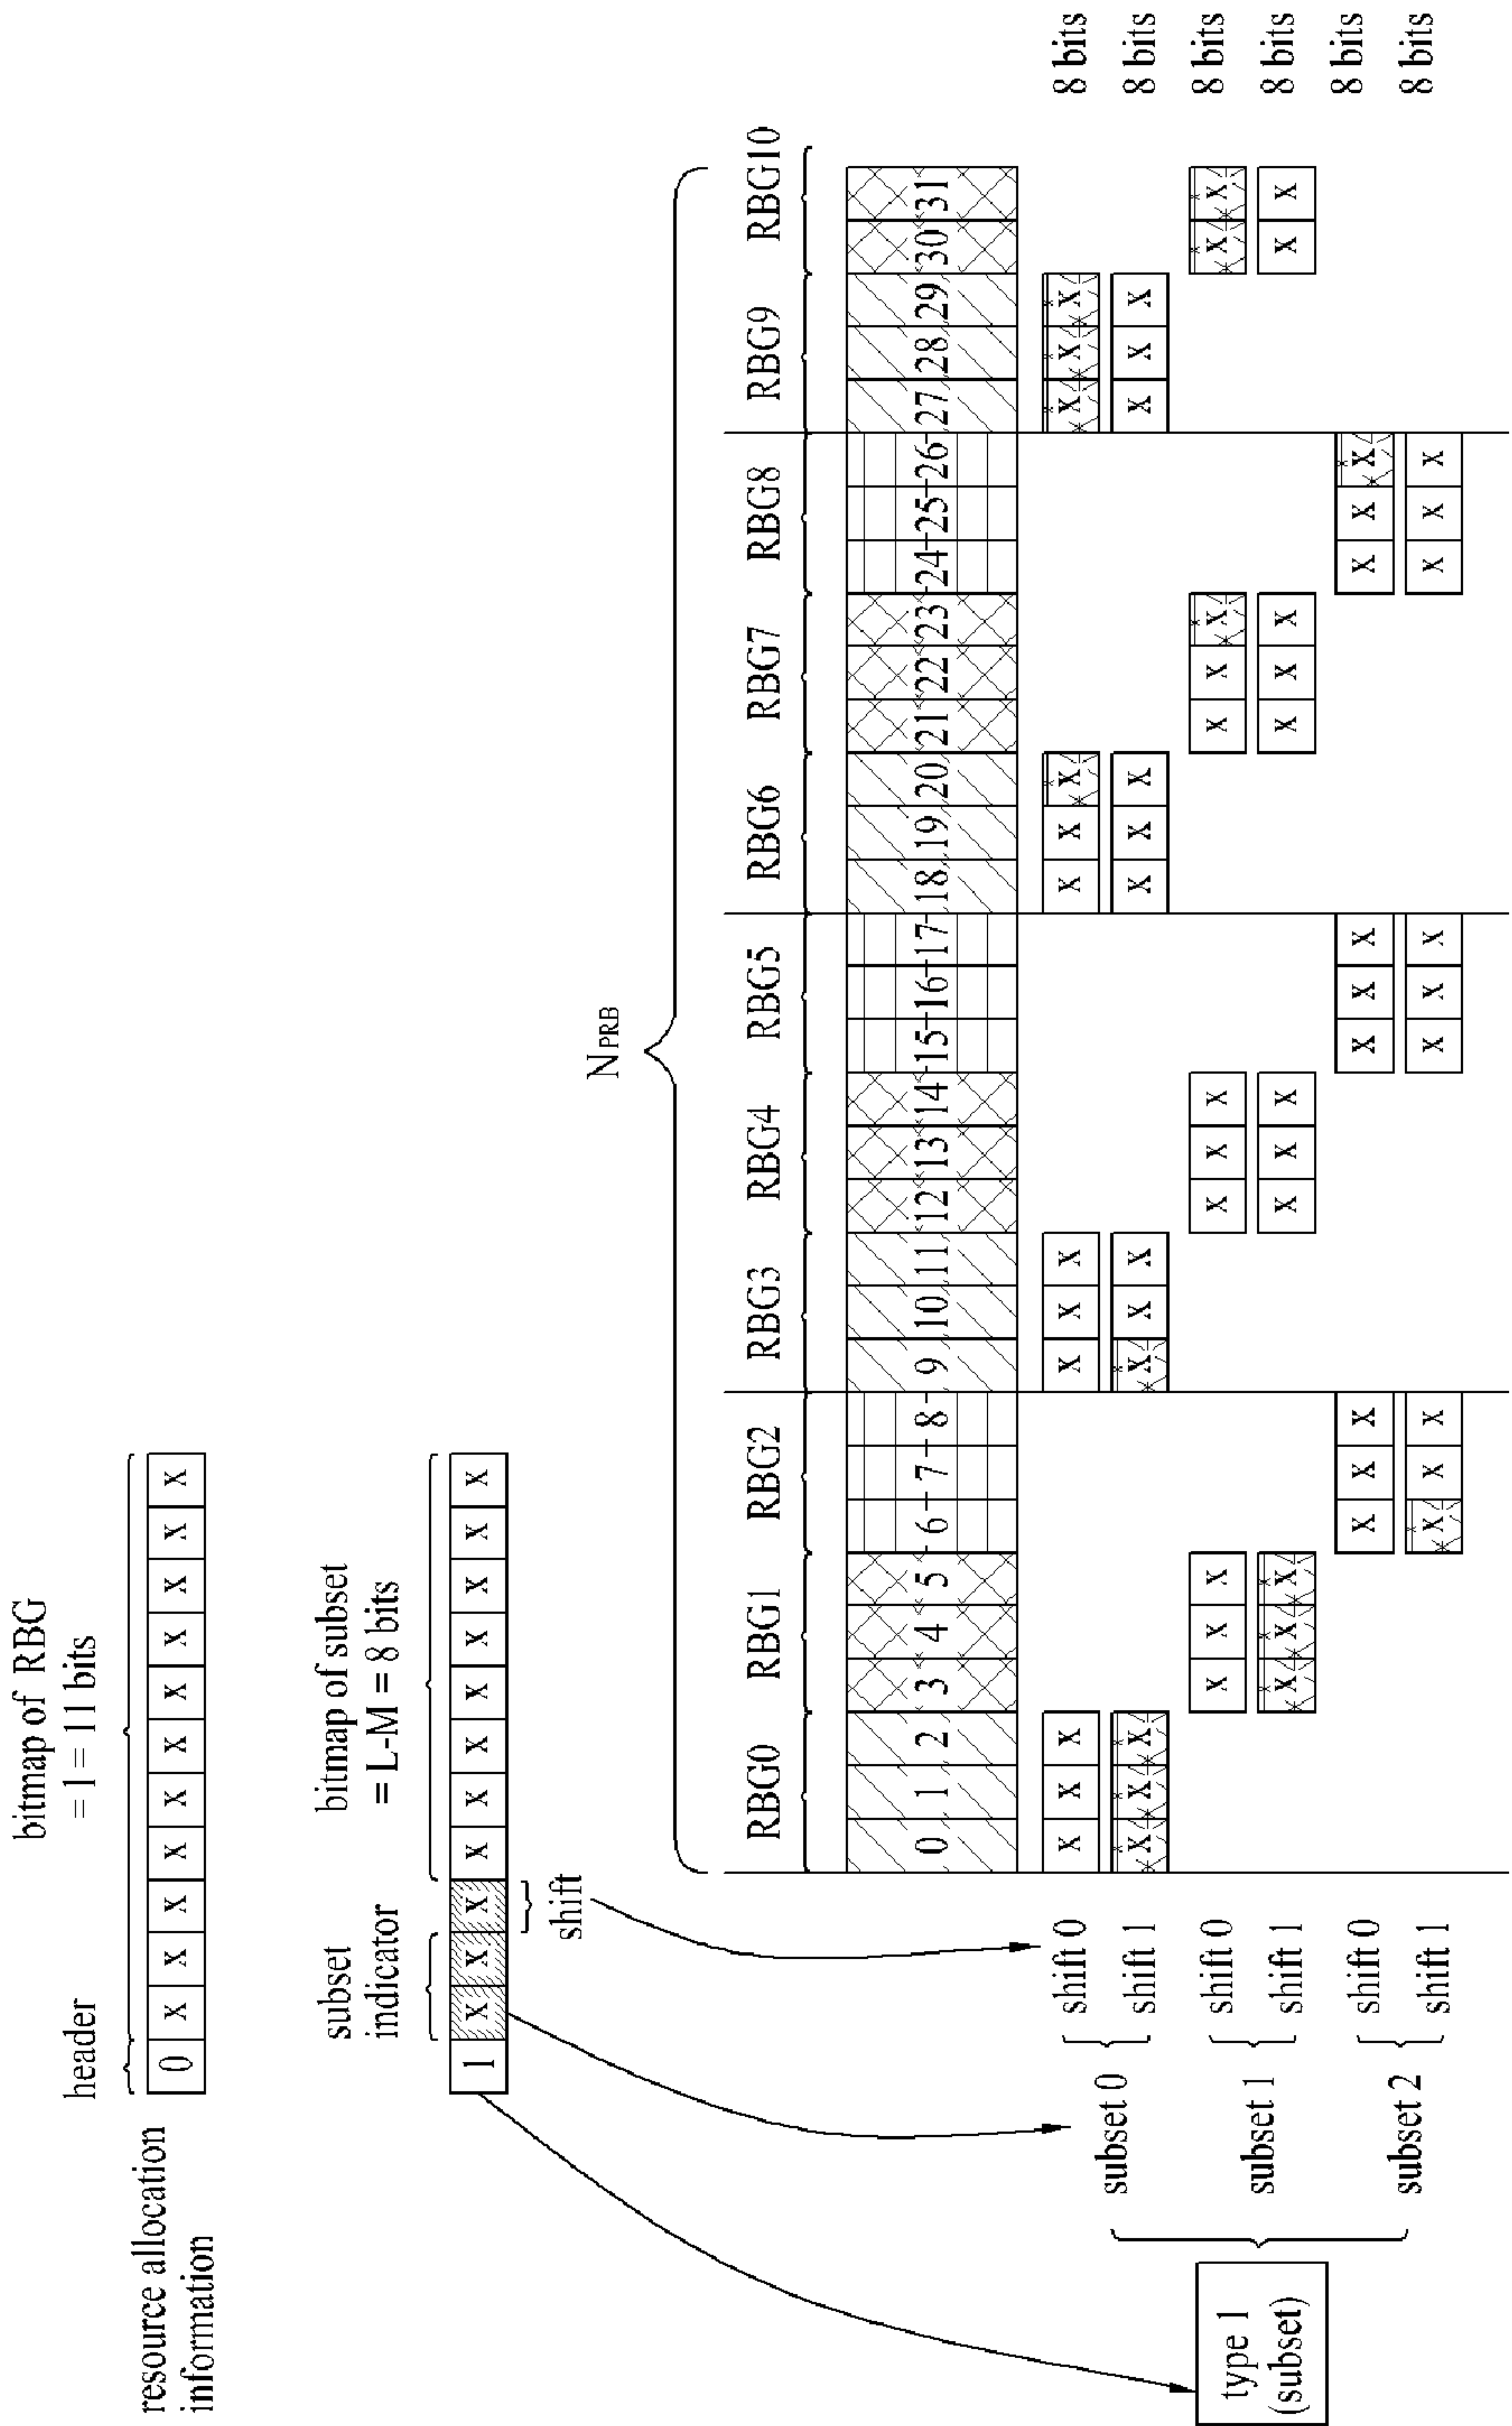 bitmap of RBG
= 1 = 11 bits
header
resource allocation
information
0 X X X X X X X X X X X
subset
indicator
bitmap of subset
= L-M = 8 bits
1 X X X X X X X X X X X
shift
NPRB
RBG0 RBG1 RBG2 RBG3 RBG4 RBG5 RBG6 RBG7 RBG8 RBG9 RBG10
0 1 2 3 4 5 6 7 8 9 10 11 12 13 14 15 16 17 18 19 20 21 22 23 24 25 26 27 28 29 30 31
type 1
(subset)
subset 0
shift 0 X X X X X X X X X X X 8 bits
shift 1 X X X X X X X X X X X X 8 bits
subset 1
shift 0 X X X X X X X X X X X 8 bits
shift 1 X X X X X X X X X X X 8 bits
subset 2
shift 0 X X X X X X X X X 8 bits
shift 1 X X X X X X X X X 8 bits